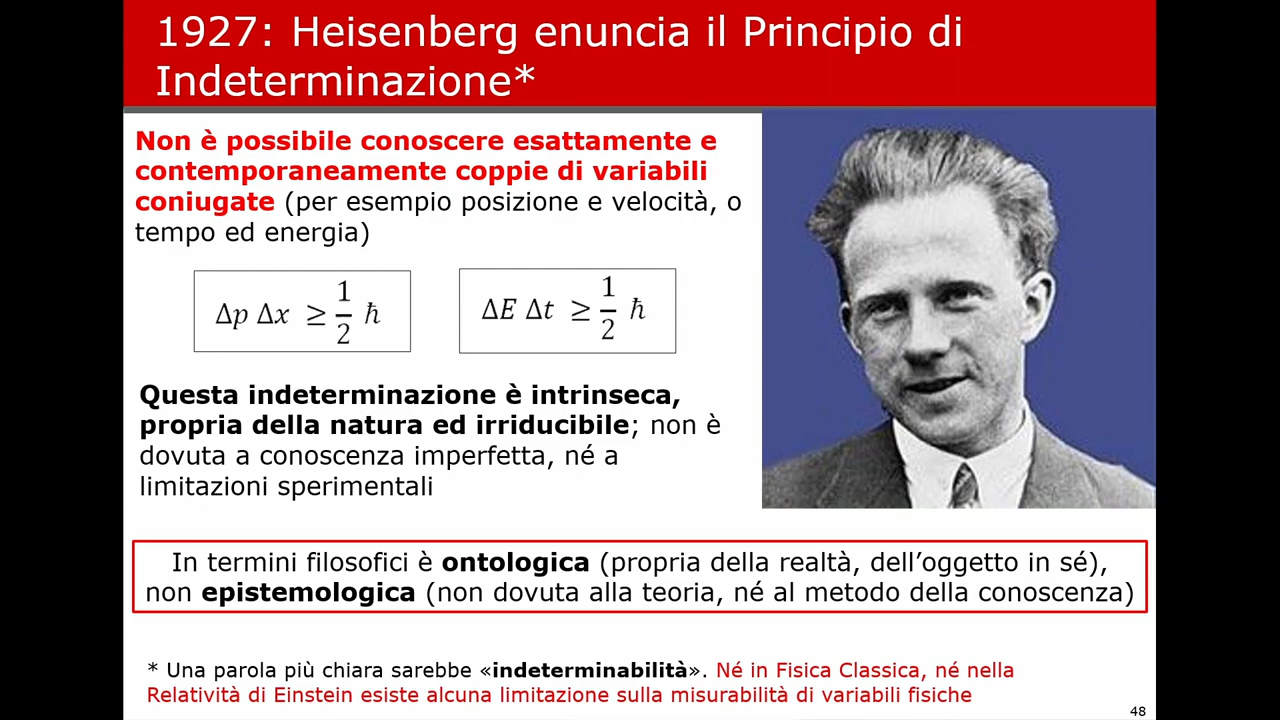 1927: Heisenberg enuncia il Principio di
Indeterminazione*
Non è possibile conoscere esattamente e
contemporaneamente coppie di variabili
coniugate (per esempio posizione e velocità, o
tempo ed energia)
Δp Δx ≥ 1/2 ħ
ΔE Δt ≥ 1/2 ħ
Questa indeterminazione è intrinseca,
propria della natura ed irriducibile; non è
dovuta a conoscenza imperfetta, né a
limitazioni sperimentali
In termini filosofici è ontologica (propria della realtà, dell’oggetto in sé),
non epistemologica (non dovuta alla teoria, né al metodo della conoscenza)
* Una parola più chiara sarebbe «indeterminabilità». Né in Fisica Classica, né nella
Relatività di Einstein esiste alcuna limitazione sulla misurabilità di variabili fisiche
48